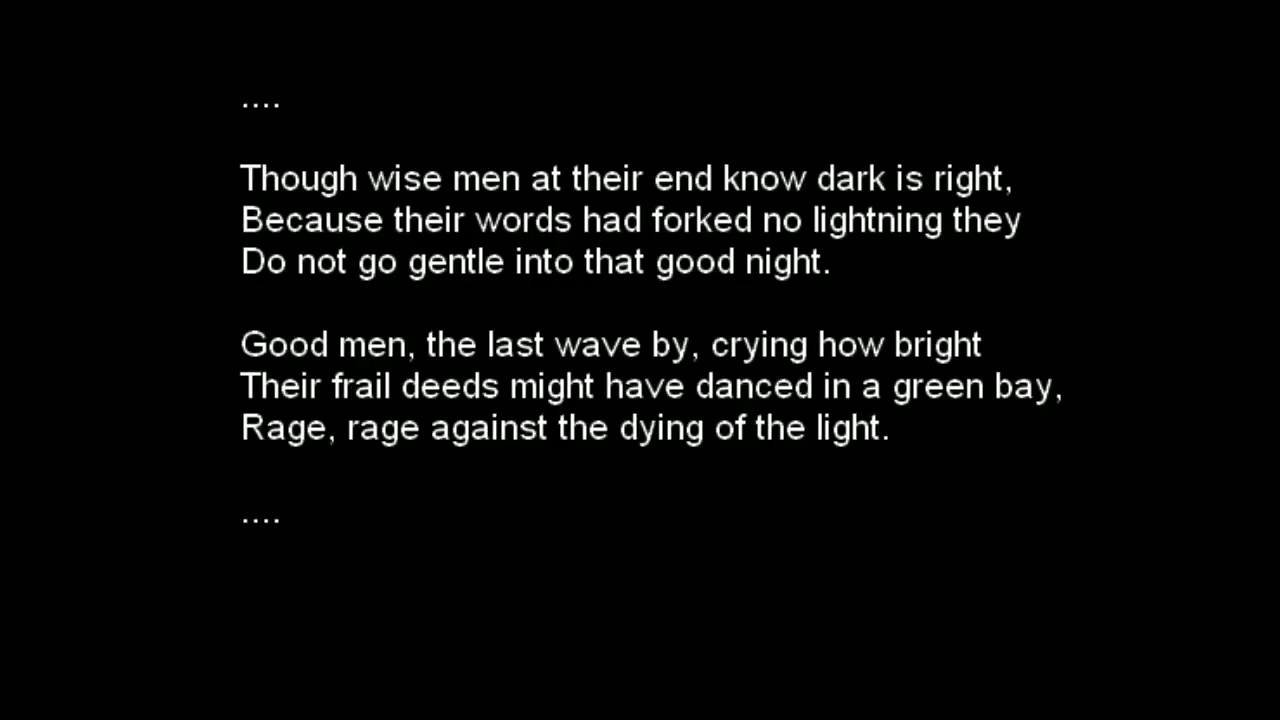 ....
Though wise men at their end know dark is right,
Because their words had forked no lightning they
Do not go gentle into that good night.
Good men, the last wave by, crying how bright
Their frail deeds might have danced in a green bay,
Rage, rage against the dying of the light.
....